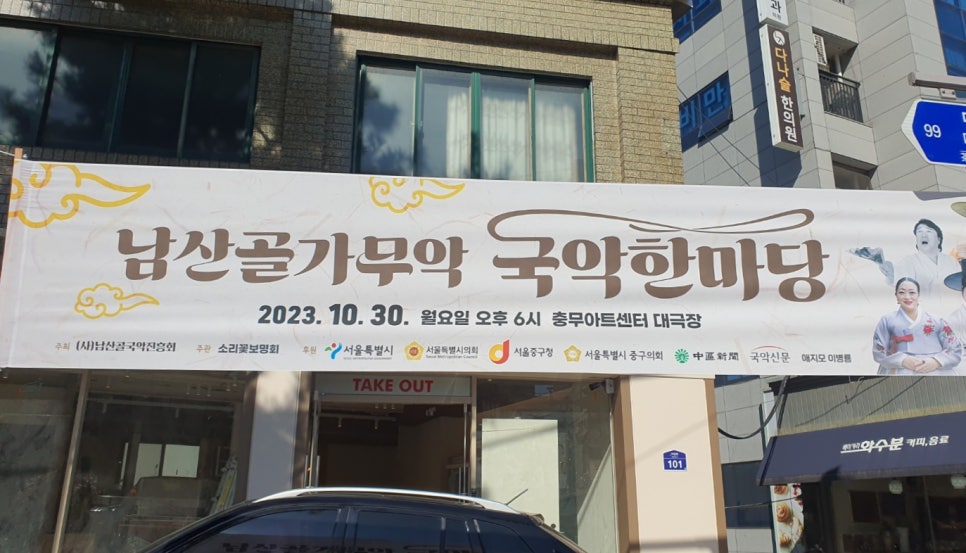 다나슬한의원
비만
99
남산골가무악 국악한마당
2023. 10. 30. 월요일 오후 6시 충무아트센터 대극장
주최 (사)남산골국악진흥회 주관 소리꽃보명회 후원 서울특별시 서울특별시의회 서울중구청 서울특별시 중구의회 中區新聞 국악신문 매지모 미병룡
TAKE OUT
101
화수분 커피,음료